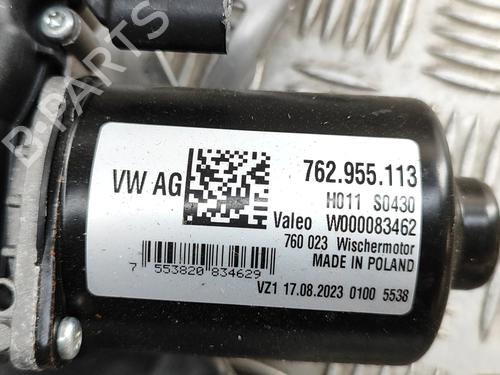 B-PARTS
VW AG
762.955.113
H011 S0430
Valeo W000083462
760 023 Wischermotor
MADE IN POLAND
7 553820 834629
VZ1 17.08.2023 0100 5538